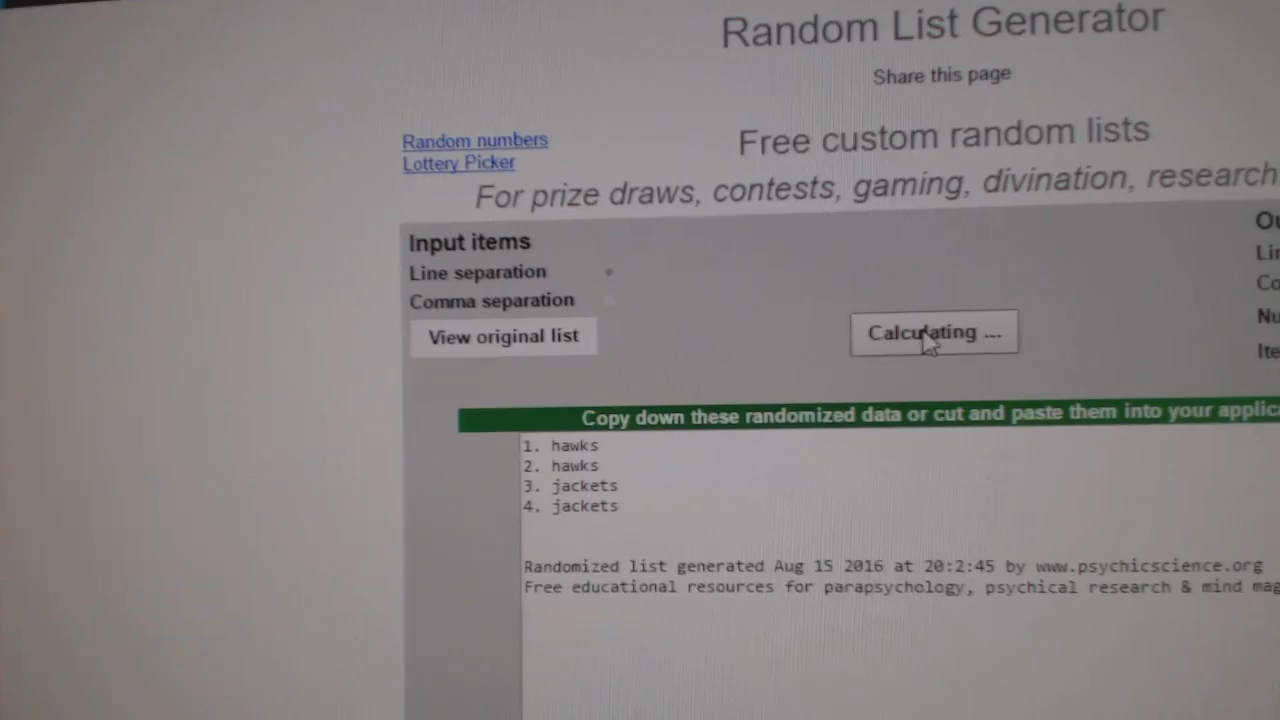 Random List Generator
Share this page
Random numbers
Lottery Picker
Free custom random lists
For prize draws, contests, gaming, divination, research
Input items
Line separation
Comma separation
View original list
Calculating ...
Copy down these randomized data or cut and paste them into your
1. hawks
2. hawks
3. jackets
4. jackets
Randomized list generated Aug 15 2016 at 20:2:45 by www.psychicscience.org
Free educational resources for parapsychology, psychical research & mind